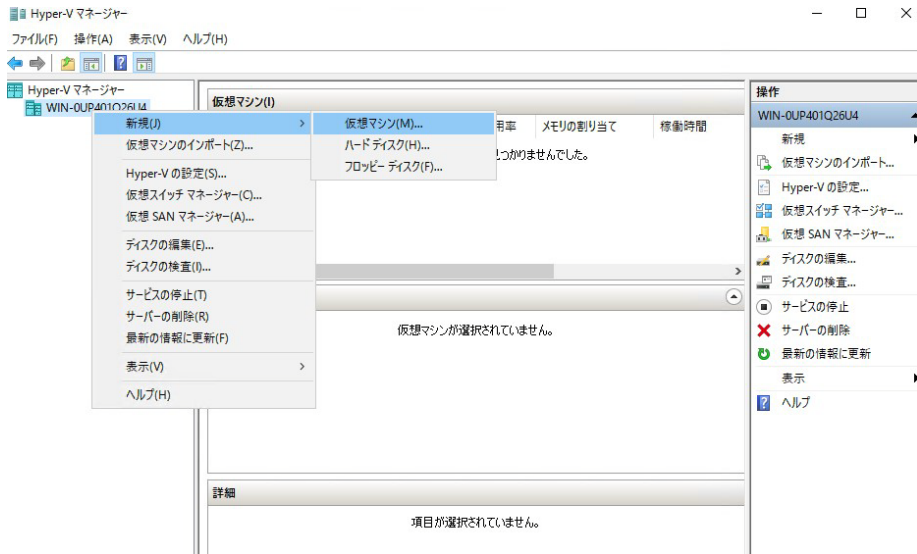 Hyper-V マネージャー
ファイル(F) 操作(A) 表示(V) ヘルプ(H)
Hyper-V マネージャー
WIN-0UP401Q26U4
新規(J)
仮想マシンのインポート(Z)...
Hyper-V の設定(S)...
仮想スイッチ マネージャー(C)...
仮想 SAN マネージャー(A)...
ディスクの編集(E)...
ディスクの検査(I)...
サービスの停止(T)
サーバーの削除(R)
最新の情報に更新(F)
表示(V)
ヘルプ(H)
仮想マシン(M)...
ハード ディスク(H)...
フロッピー ディスク(F)...
仮想マシン(I)
用率 メモリの割り当て 稼働時間
見つかりませんでした。
仮想マシンが選択されていません。
詳細
項目が選択されていません。
操作
WIN-0UP401Q26U4
新規
仮想マシンのインポート...
Hyper-V の設定...
仮想スイッチ マネージャー...
仮想 SAN マネージャー...
ディスクの編集...
ディスクの検査...
サービスの停止
サーバーの削除
最新の情報に更新
表示
ヘルプ